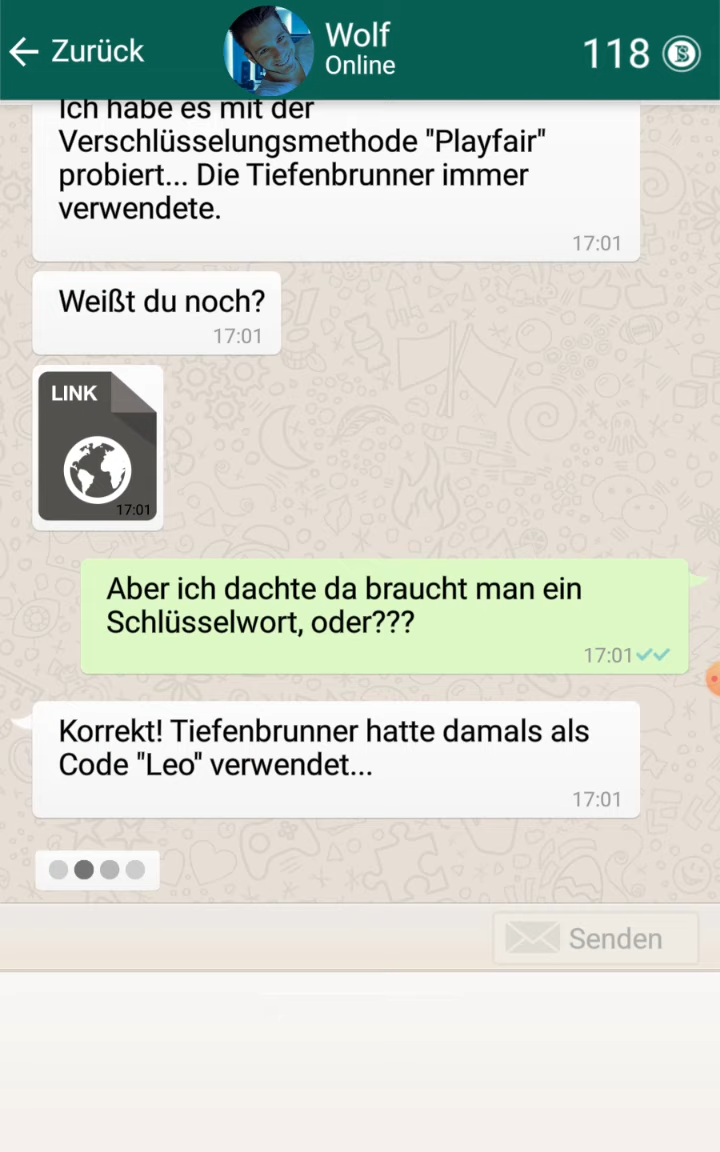 Zurück
Wolf
Online
118
Ich habe es mit der
Verschlüsselungsmethode "Playfair"
probiert... Die Tiefenbrunner immer
verwendete.
17:01
Weißt du noch?
17:01
LINK
17:01
Aber ich dachte da braucht man ein
Schlüsselwort, oder???
17:01
Korrekt! Tiefenbrunner hatte damals als
Code "Leo" verwendet...
17:01
Senden